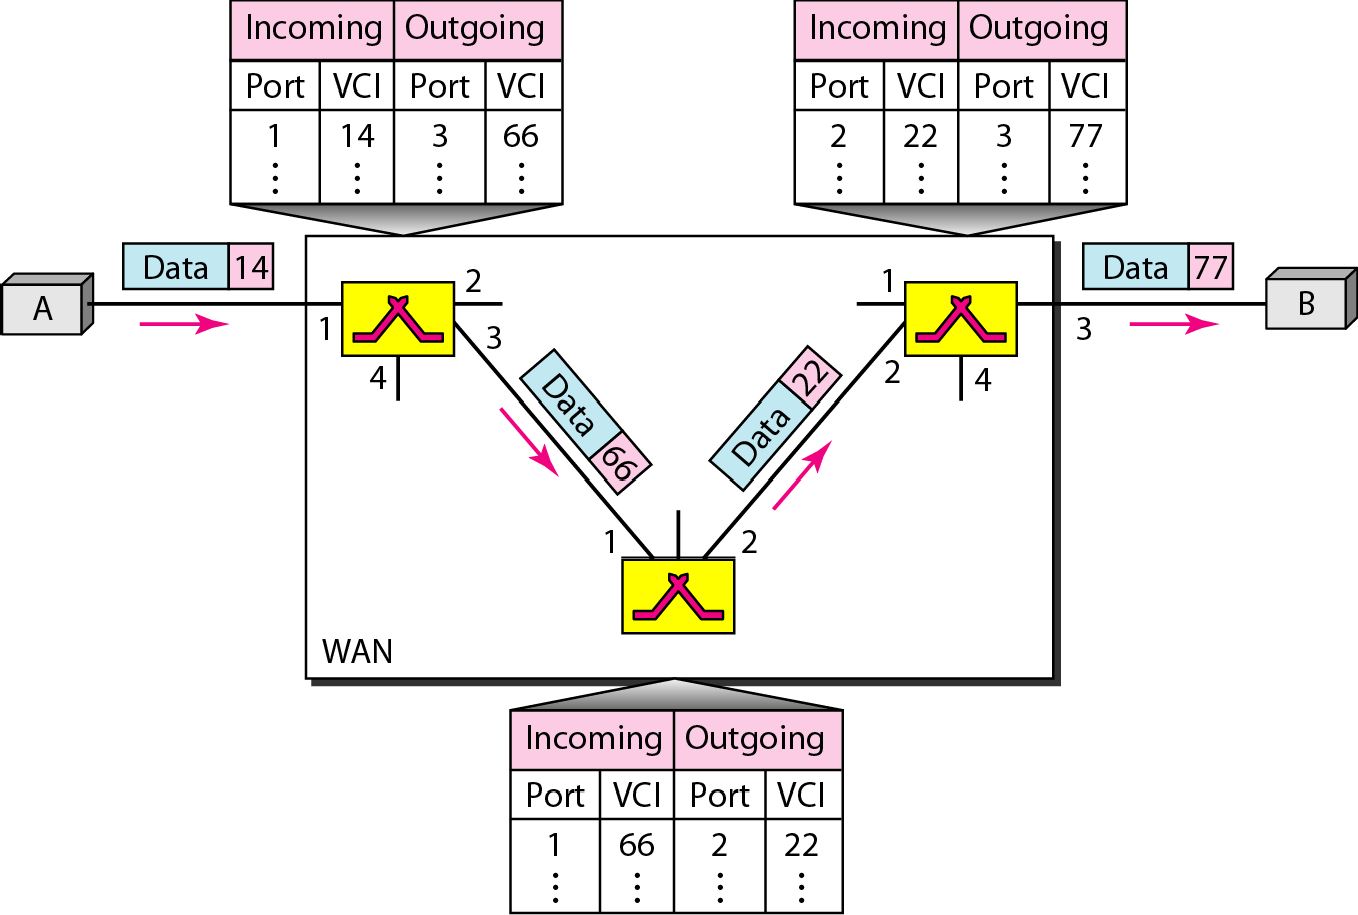 Incoming Outgoing
Port VCI Port VCI
1 14 3 66
⋮ ⋮ ⋮ ⋮
Incoming Outgoing
Port VCI Port VCI
2 22 3 77
⋮ ⋮ ⋮ ⋮
Data 14
A
1
2
3
4
Data 66
Data 22
1
2
4
3
Data 77
B
1
2
WAN
Incoming Outgoing
Port VCI Port VCI
1 66 2 22
⋮ ⋮ ⋮ ⋮